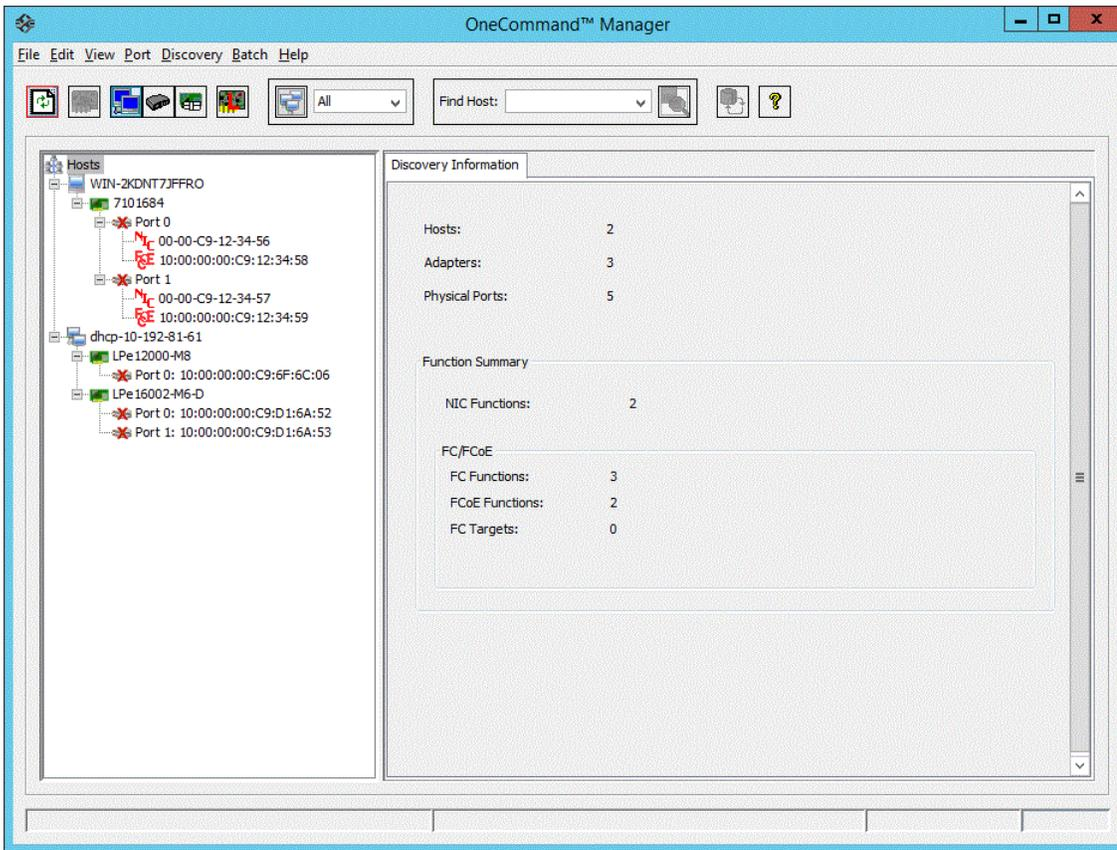 OneCommand™ Manager
File Edit View Port Discovery Batch Help
All
Find Host:
Hosts
WIN-2KDNT7JFFRO
7101684
Port 0
NIC 00-00-C9-12-34-56
FCoE 10:00:00:00:C9:12:34:58
Port 1
NIC 00-00-C9-12-34-57
FCoE 10:00:00:00:C9:12:34:59
dhcp-10-192-81-61
LPe12000-M8
Port 0: 10:00:00:00:C9:6F:6C:06
LPe16002-M6-D
Port 0: 10:00:00:00:C9:D1:6A:52
Port 1: 10:00:00:00:C9:D1:6A:53
Discovery Information
Hosts: 2
Adapters: 3
Physical Ports: 5
Function Summary
NIC Functions: 2
FC/FCoE
FC Functions: 3
FCoE Functions: 2
FC Targets: 0